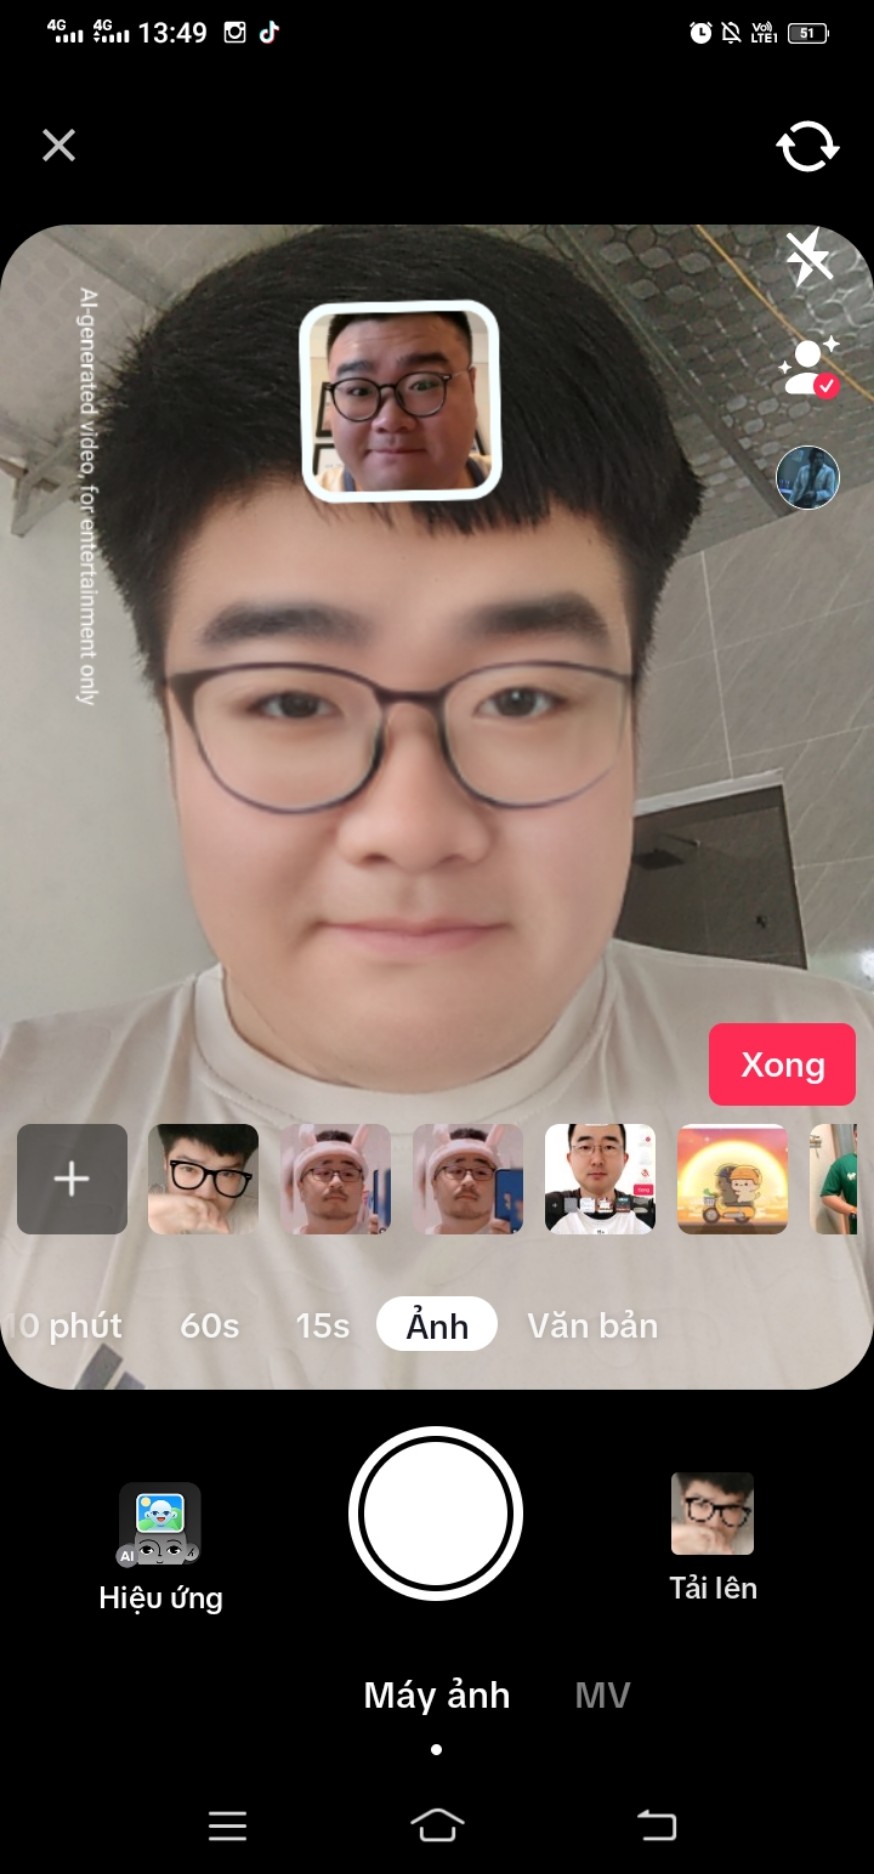 4G 4G 13:49
Vo)) LTE1 51
AI-generated video, for entertainment only
Xong
10 phút 60s 15s Ảnh Văn bản
AI
Hiệu ứng
Tải lên
Máy ảnh MV